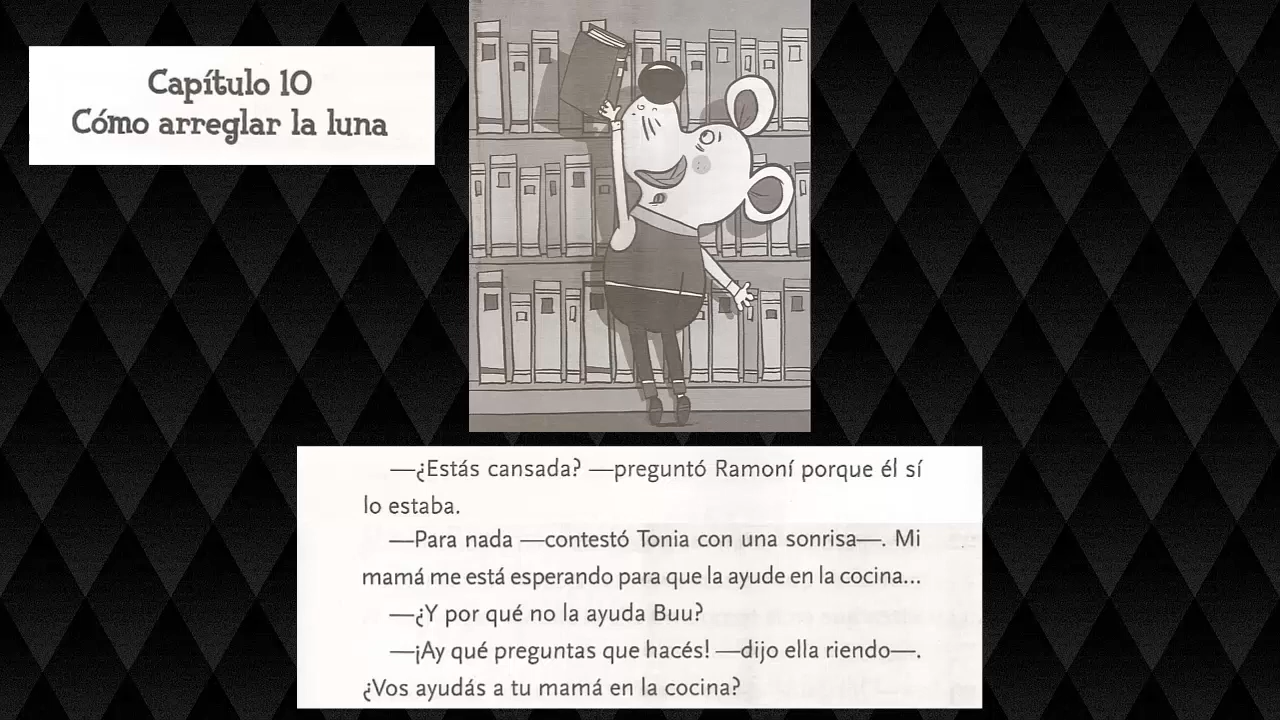 Capítulo 10
Cómo arreglar la luna
—¿Estás cansada? —preguntó Ramoní porque él sí
lo estaba.
—Para nada —contestó Tonia con una sonrisa—. Mi
mamá me está esperando para que la ayude en la cocina...
—¿Y por qué no la ayuda Buu?
—¡Ay qué preguntas que hacés! —dijo ella riendo—.
¿Vos ayudás a tu mamá en la cocina?